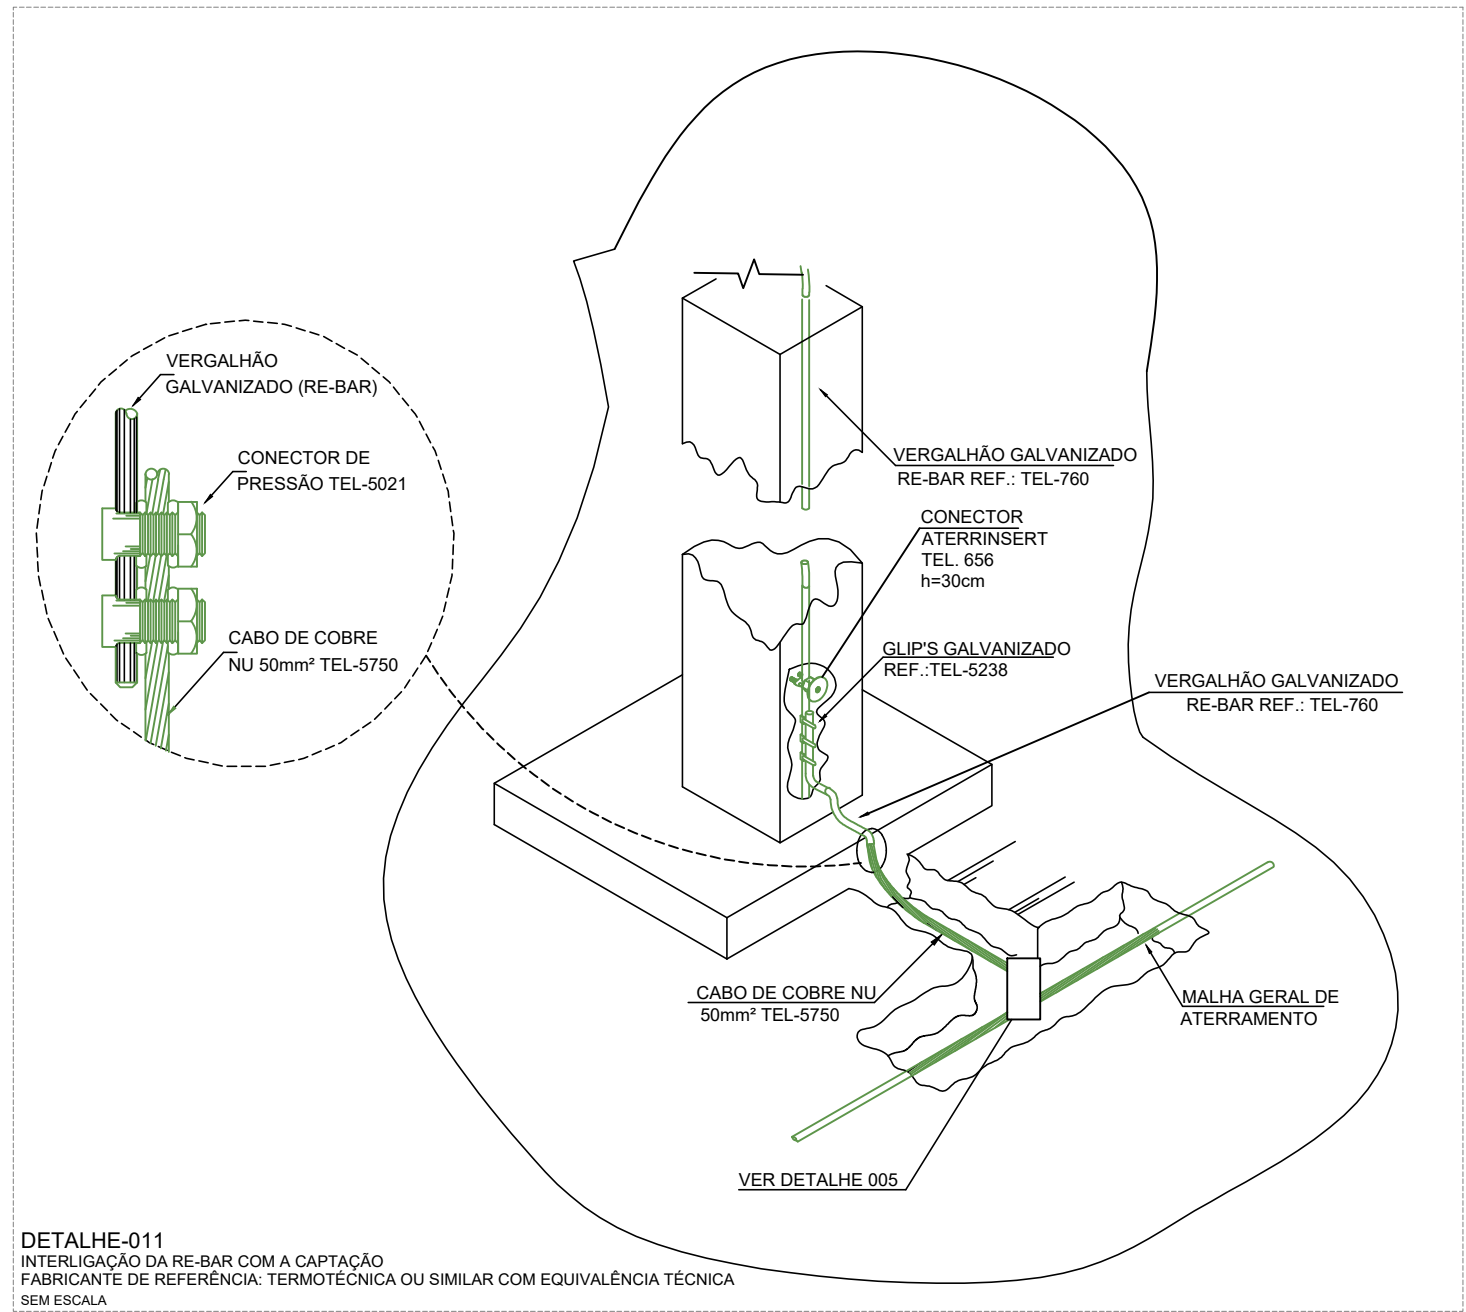 VERGALHÃO
GALVANIZADO (RE-BAR)
CONECTOR DE
PRESSÃO TEL-5021
CABO DE COBRE
NU 50mm² TEL-5750
VERGALHÃO GALVANIZADO
RE-BAR REF.: TEL-760
CONECTOR
ATERRINSERT
TEL. 656
h=30cm
GLIP'S GALVANIZADO
REF.:TEL-5238
VERGALHÃO GALVANIZADO
RE-BAR REF.: TEL-760
CABO DE COBRE NU
50mm² TEL-5750
MALHA GERAL DE
ATERRAMENTO
VER DETALHE 005
DETALHE-011
INTERLIGAÇÃO DA RE-BAR COM A CAPTAÇÃO
FABRICANTE DE REFERÊNCIA: TERMOTÉCNICA OU SIMILAR COM EQUIVALÊNCIA TÉCNICA
SEM ESCALA